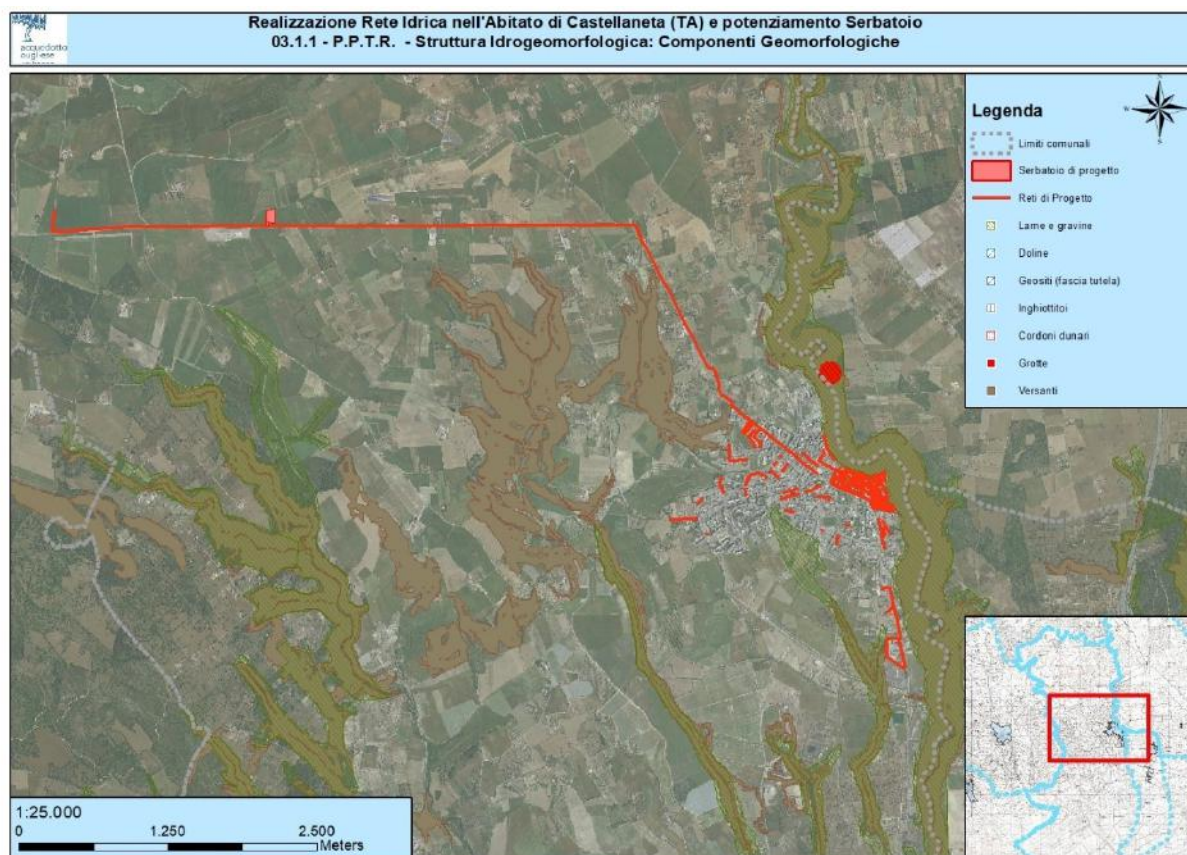 acquedotto
pugliese
Realizzazione Rete Idrica nell'Abitato di Castellaneta (TA) e potenziamento Serbatoio
03.1.1 - P.P.T.R. - Struttura Idrogeomorfologica: Componenti Geomorfologiche
Legenda
Limiti comunali
Serbatoio di progetto
Reti di Progetto
Lame e gravine
Doline
Geositi (fascia tutela)
Inghiottitoi
Cordoni dunari
Grotte
Versanti
1:25.000
0 1.250 2.500
Meters